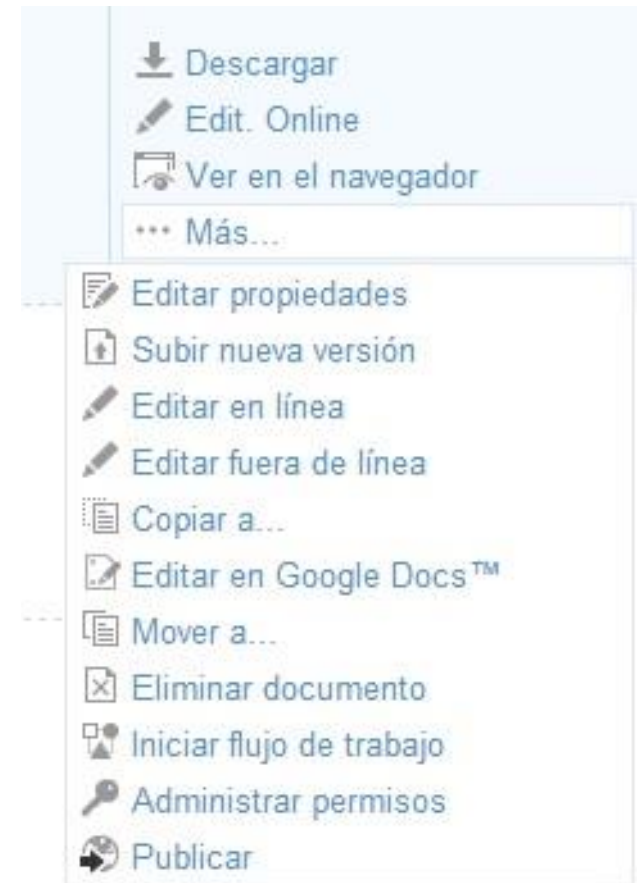 Descargar
Edit. Online
Ver en el navegador
Más...
Editar propiedades
Subir nueva versión
Editar en línea
Editar fuera de línea
Copiar a...
Editar en Google Docs™
Mover a...
Eliminar documento
Iniciar flujo de trabajo
Administrar permisos
Publicar